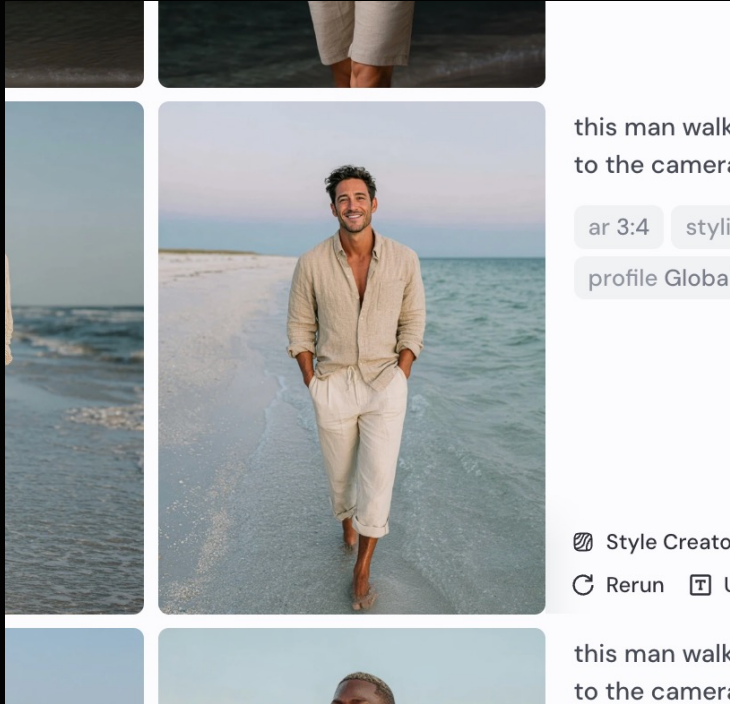 this man walk
to the camera
ar 3:4
styli
profile Globa
Style Creato
Rerun
this man walk
to the camera